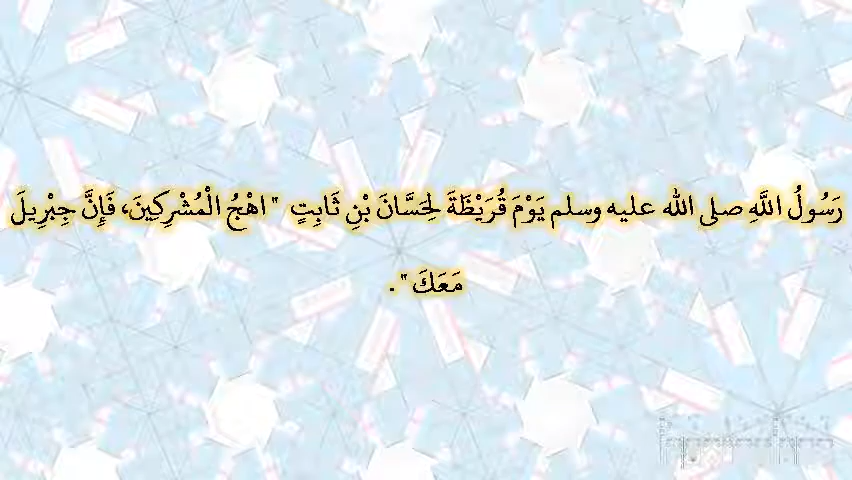 رَسُولُ اللَّهِ صلى الله عليه وسلم يَوْمَ قُرَيْظَةَ لِحَسَّانَ بْنِ ثَابِتٍ " اهْجُ الْمُشْرِكِينَ، فَإِنَّ جِبْرِيلَ
مَعَكَ ".